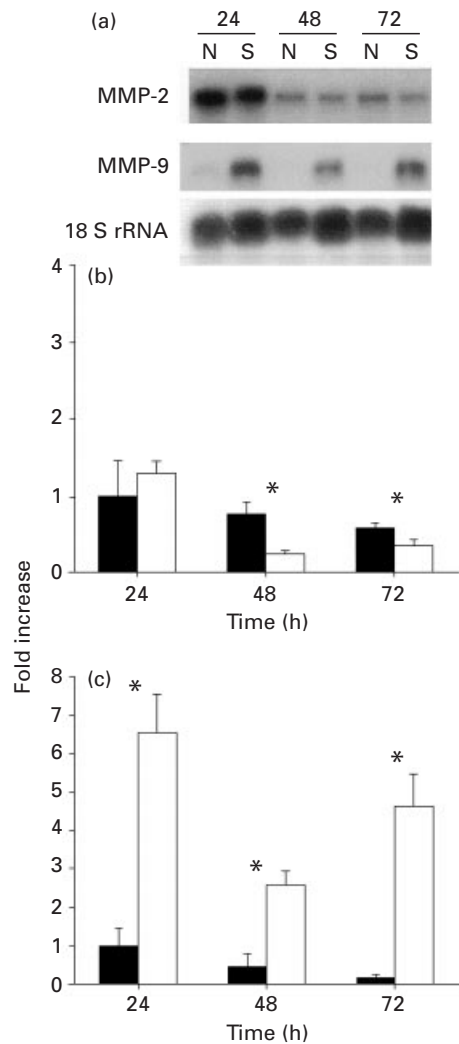 (a) 24 48 72
N S N S N S
MMP-2
MMP-9
18 S rRNA
(b)
4
3
2
1
0
* *
24 48 72
Time (h)
Fold increase
(c)
8
7
6
5
4
3
2
1
0
* * *
24 48 72
Time (h)